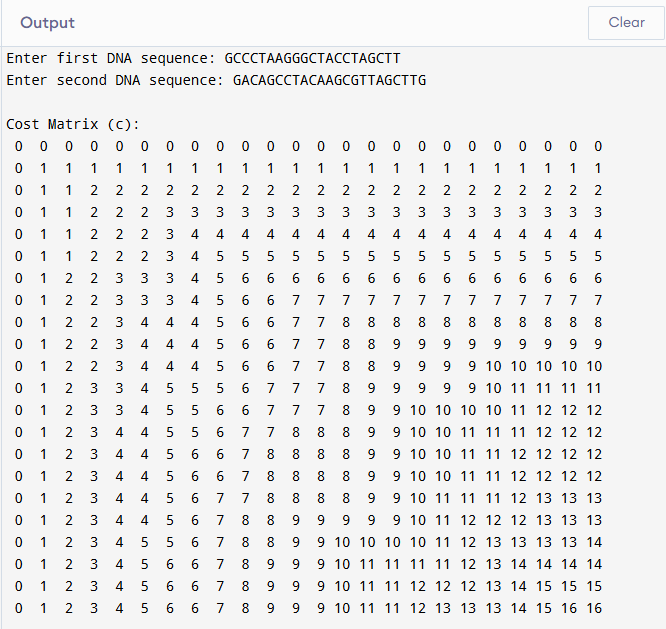 Output
Clear
Enter first DNA sequence: GCCCTAAGGGCTACCTAGCTT
Enter second DNA sequence: GACAGCCTACAAGCGTTAGCTTG
Cost Matrix (c):
0 0 0 0 0 0 0 0 0 0 0 0 0 0 0 0 0 0 0 0 0 0 0 0
0 1 1 1 1 1 1 1 1 1 1 1 1 1 1 1 1 1 1 1 1 1 1 1
0 1 1 2 2 2 2 2 2 2 2 2 2 2 2 2 2 2 2 2 2 2 2 2
0 1 1 2 2 2 3 3 3 3 3 3 3 3 3 3 3 3 3 3 3 3 3 3
0 1 1 2 2 2 3 4 4 4 4 4 4 4 4 4 4 4 4 4 4 4 4 4
0 1 1 2 2 2 3 4 5 5 5 5 5 5 5 5 5 5 5 5 5 5 5 5
0 1 2 2 3 3 3 4 5 6 6 6 6 6 6 6 6 6 6 6 6 6 6 6
0 1 2 2 3 3 3 4 5 6 6 7 7 7 7 7 7 7 7 7 7 7 7 7
0 1 2 2 3 4 4 4 5 6 6 7 7 8 8 8 8 8 8 8 8 8 8 8
0 1 2 2 3 4 4 4 5 6 6 7 7 8 8 9 9 9 9 9 9 9 9 9
0 1 2 2 3 4 4 4 5 6 6 7 7 8 8 9 9 9 9 10 10 10 10 10
0 1 2 3 3 4 5 5 5 6 7 7 7 8 9 9 9 9 9 10 11 11 11 11
0 1 2 3 3 4 5 5 6 6 7 7 7 8 9 9 10 10 10 10 11 12 12 12
0 1 2 3 4 4 5 5 6 7 7 8 8 8 9 9 10 10 11 11 11 12 12 12
0 1 2 3 4 4 5 6 6 7 8 8 8 8 9 9 10 10 11 11 12 12 12 12
0 1 2 3 4 4 5 6 6 7 8 8 8 8 9 9 10 10 11 11 12 12 12 12
0 1 2 3 4 4 5 6 7 7 8 8 8 8 9 9 10 11 11 11 12 13 13 13
0 1 2 3 4 4 5 6 7 8 8 9 9 9 9 9 10 11 12 12 12 13 13 13
0 1 2 3 4 5 5 6 7 8 8 9 9 10 10 10 10 11 12 13 13 13 13 14
0 1 2 3 4 5 6 6 7 8 9 9 9 10 11 11 11 11 12 13 14 14 14 14
0 1 2 3 4 5 6 6 7 8 9 9 9 10 11 11 12 12 12 13 14 15 15 15
0 1 2 3 4 5 6 6 7 8 9 9 9 10 11 11 12 13 13 13 14 15 16 16